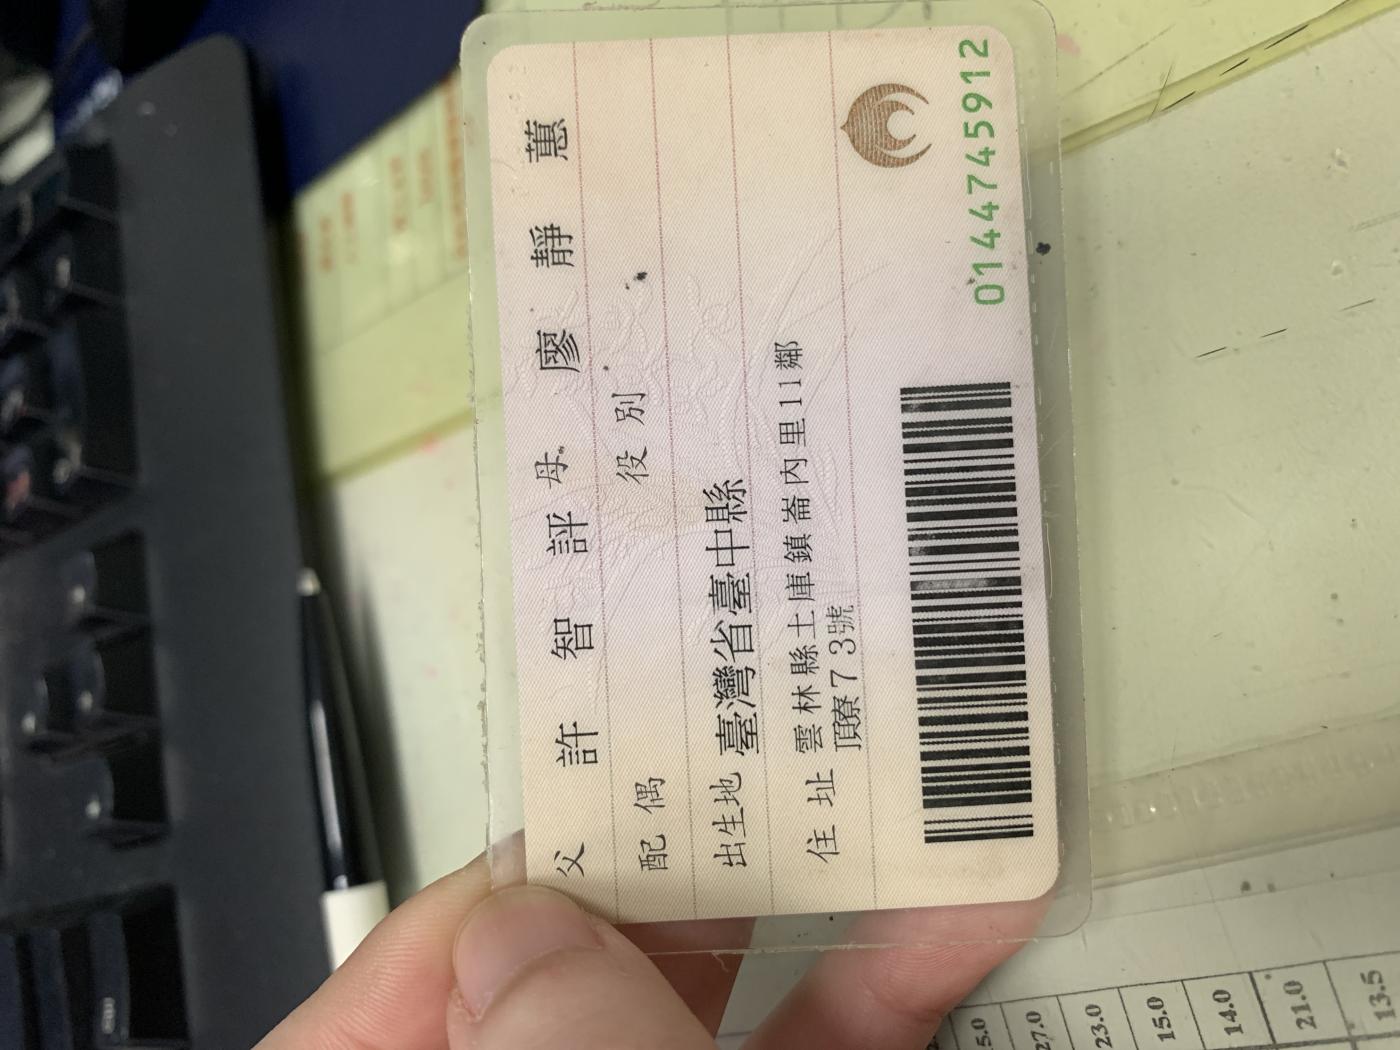 父 許智評 母 廖靜蕙
配偶 役別
出生地 臺灣省臺中縣
住址 雲林縣土庫鎮崙內里11鄰
頂寮73號
0144745912
27.0
23.0
15.0
14.0
21.0
13.5